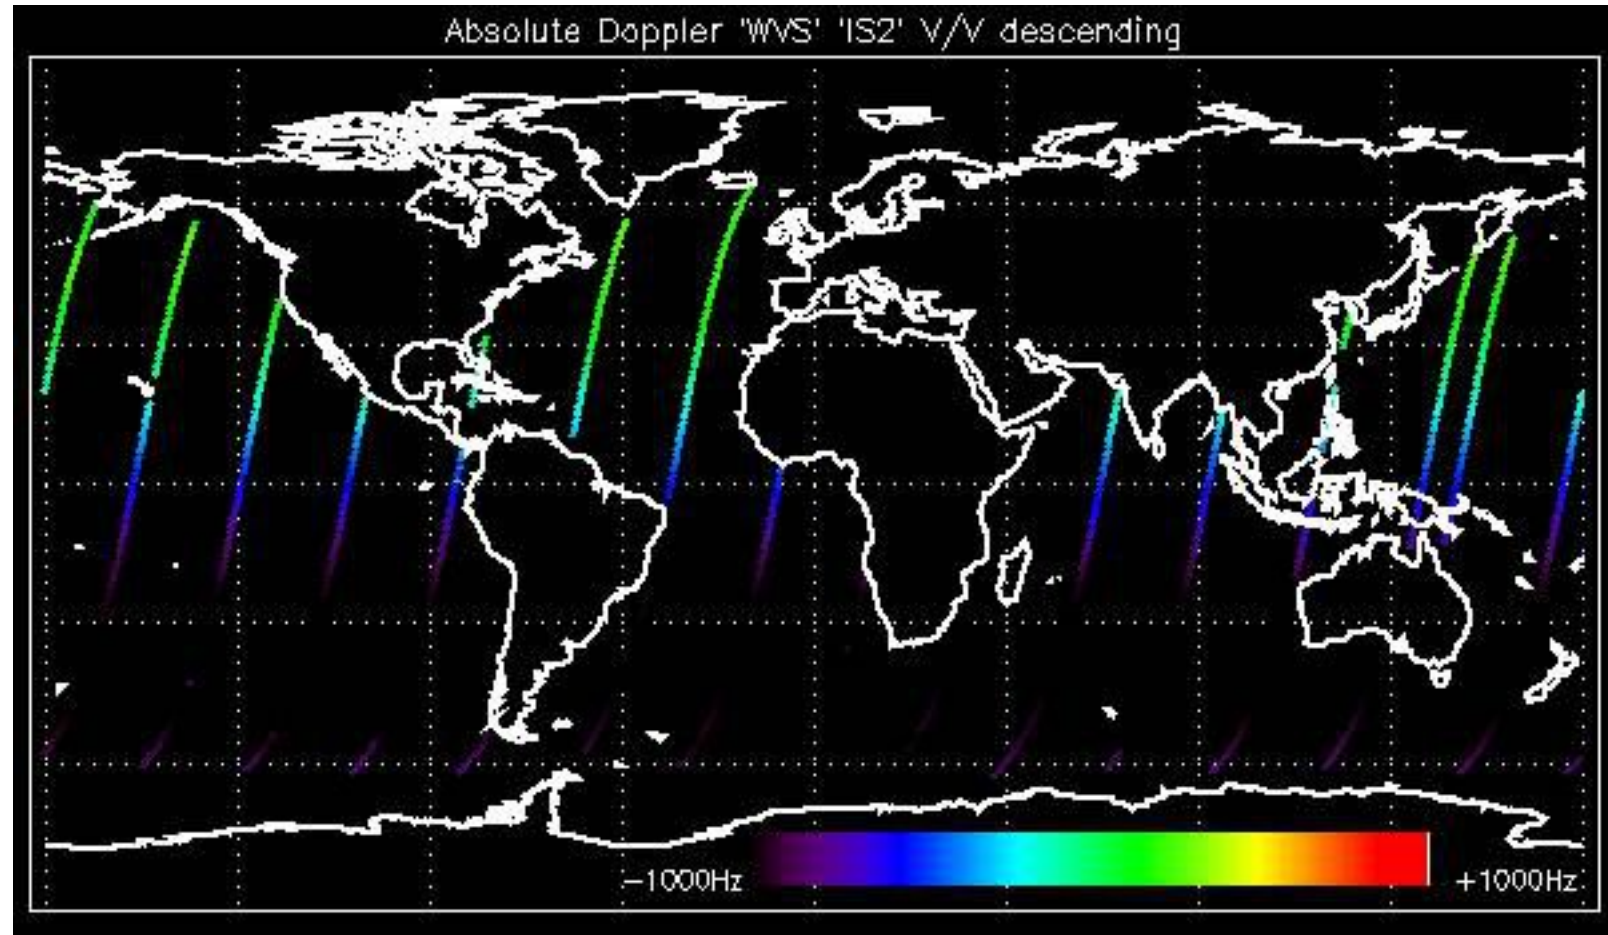 Absolute Doppler 'WVS' 'IS2' V/V descending
−1000Hz +1000Hz